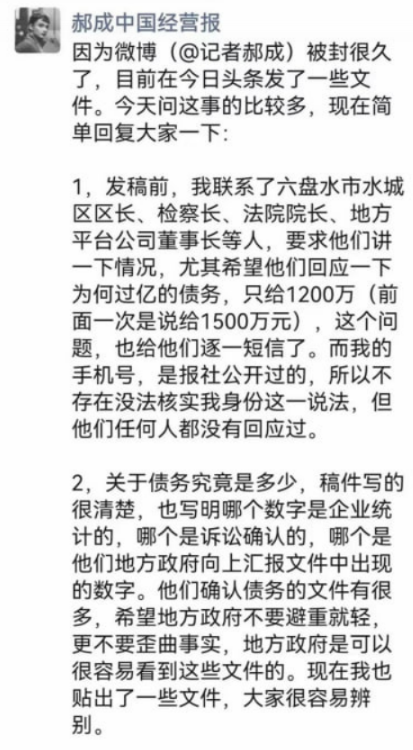 郝成中国经营报
因为微博（@记者郝成）被封很久
了，目前在今日头条发了一些文
件。今天问这事的比较多，现在简
单回复大家一下：
1，发稿前，我联系了六盘水市水城
区区长、检察长、法院院长、地方
平台公司董事长等人，要求他们讲
一下情况，尤其希望他们回应一下
为何过亿的债务，只给1200万（前
面一次是说给1500万元），这个问
题，也给他们逐一短信了。而我的
手机号，是报社公开过的，所以不
存在没法核实我身份这一说法，但
他们任何人都没有回应过。
2，关于债务究竟是多少，稿件写的
很清楚，也写明哪个数字是企业统
计的，哪个是诉讼确认的，哪个是
他们地方政府向上汇报文件中出现
的数字。他们确认债务的文件有很
多，希望地方政府不要避重就轻，
更不要歪曲事实，地方政府是可以
很容易看到这些文件的。现在我也
贴出了一些文件，大家很容易辨
别。